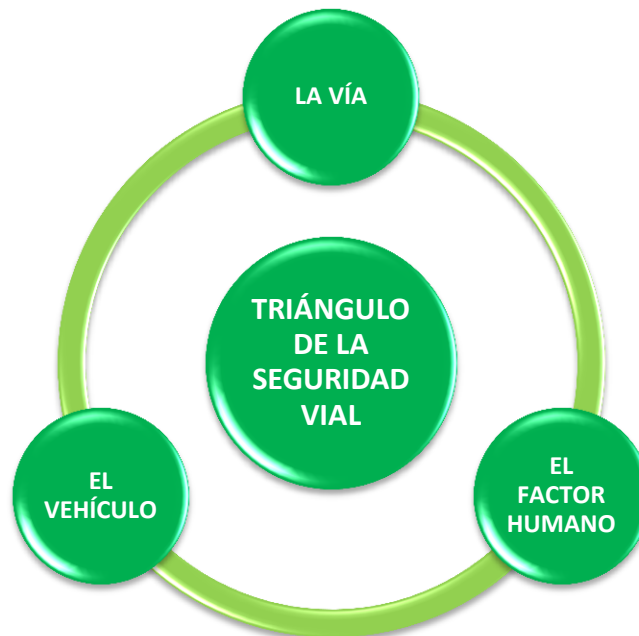 LA VÍA
TRIÁNGULO
DE LA
SEGURIDAD
VIAL
EL
VEHÍCULO
EL
FACTOR
HUMANO